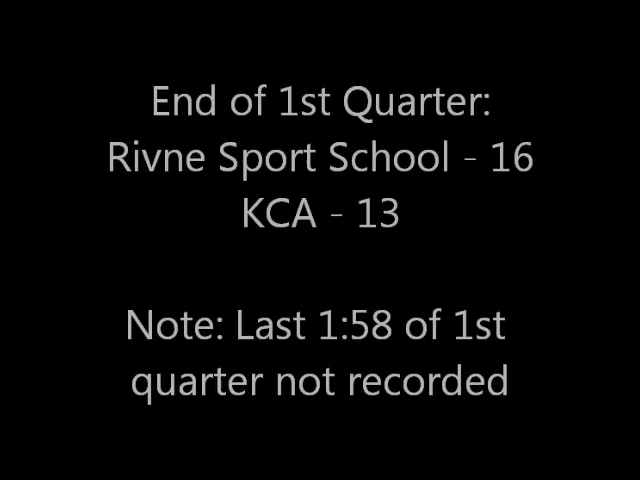 End of 1st Quarter:
Rivne Sport School - 16
KCA - 13
Note: Last 1:58 of 1st
quarter not recorded